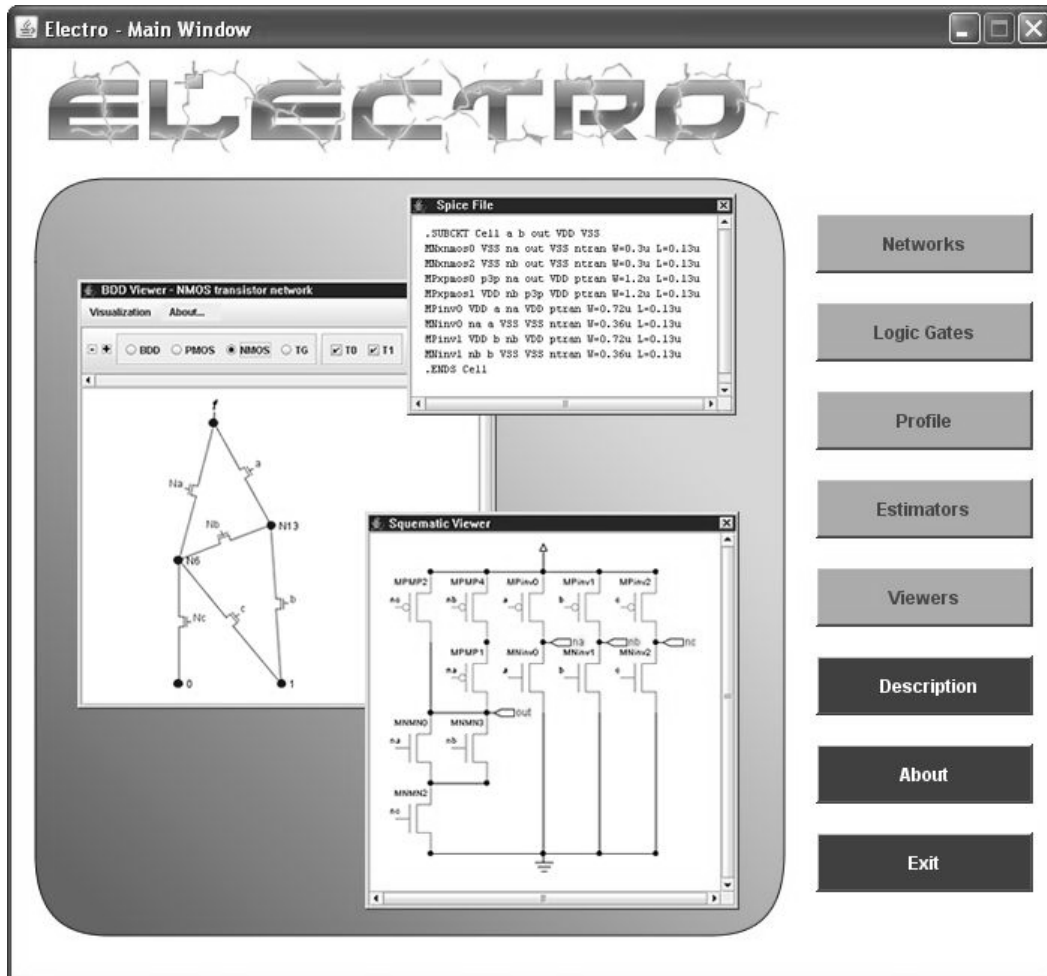 Electro - Main Window
ELECTRO
Spice File
.SUBCKT Cell a b out VDD VSS
MNxnmos0 VSS na out VSS ntran W=0.3u L=0.13u
MNxnmos2 VSS nb out VSS ntran W=0.3u L=0.13u
MPxpmos0 p3p na out VDD ptran W=1.2u L=0.13u
MPxpmos1 VDD nb p3p VDD ptran W=1.2u L=0.13u
MPinv0 VDD a na VDD ptran W=0.72u L=0.13u
MNinv0 na a VSS VSS ntran W=0.36u L=0.13u
MPinv1 VDD b nb VDD ptran W=0.72u L=0.13u
MNinv1 nb b VSS VSS ntran W=0.36u L=0.13u
.ENDS Cell
BDD Viewer - NMOS transistor network
Visualization About...
- + BDD PMOS NMOS TG T0 T1
f
a
Na
Nb N13
N6
Nc c b
0 1
Squematic Viewer
MPMP2 MPMP4 MPinv0 MPinv1 MPinv2
nc nb a b c
na nb nc
MPMP1 MNinv0 MNinv1 MNinv2
na a b c
out
MNMN0 MNMN3
na nb
MNMN2
nc
Networks
Logic Gates
Profile
Estimators
Viewers
Description
About
Exit